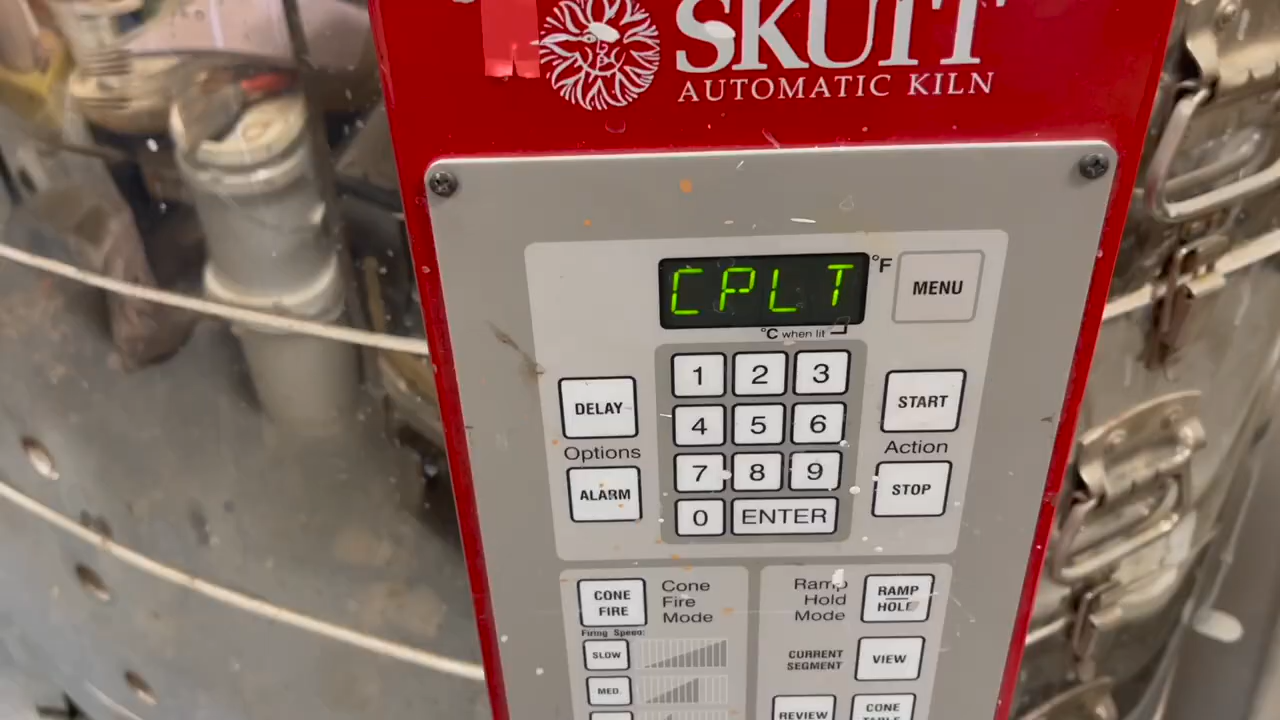 SKUTT
AUTOMATIC KILN
CPLT
°F
MENU
°C when lit
1 2 3
DELAY
START
4 5 6
Options
Action
7 8 9
ALARM
STOP
0 ENTER
CONE FIRE
Cone
Fire
Mode
Ramp
Hold
Mode
RAMP
HOLD
Firing Speed:
SLOW
CURRENT
SEGMENT
VIEW
MED.
REVIEW
CONE
TABLE